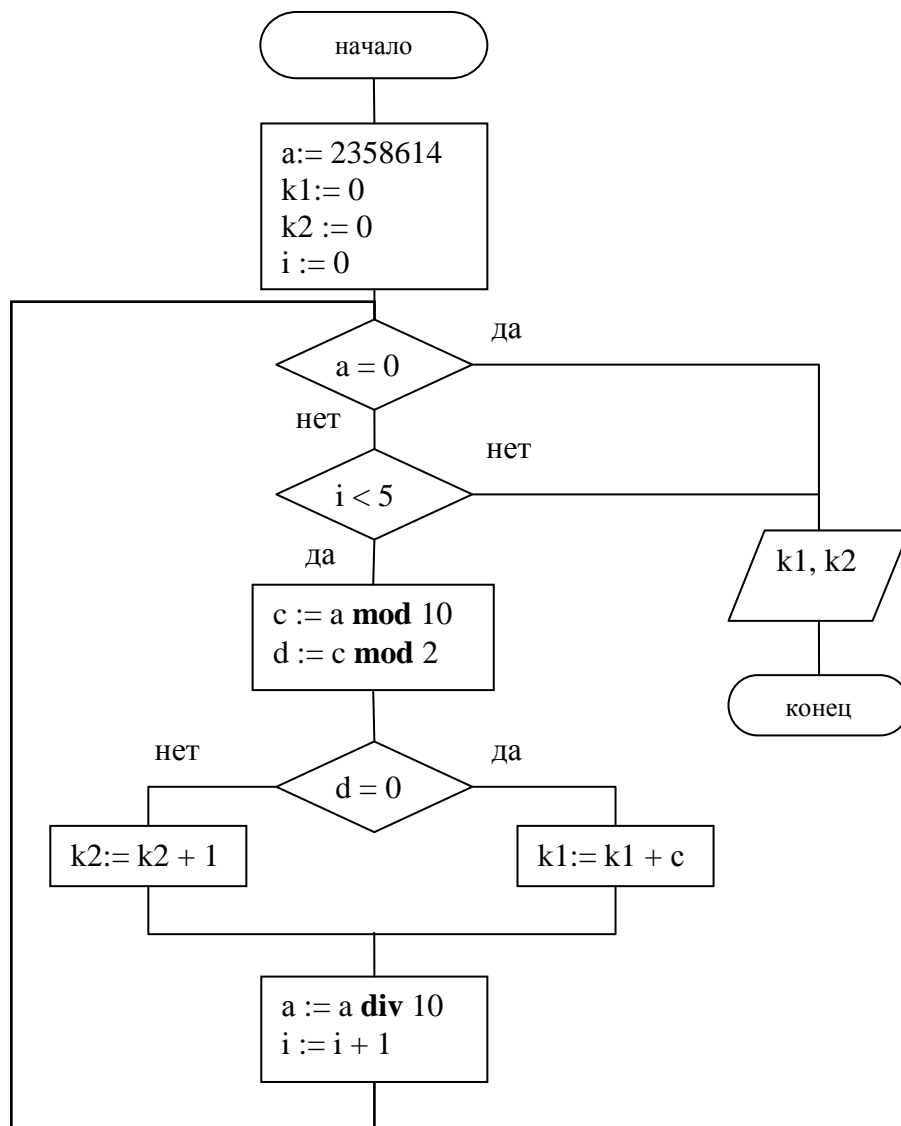 начало
a:= 2358614
k1:= 0
k2 := 0
i := 0
да
a = 0
нет
нет
i < 5
да
k1, k2
c := a mod 10
d := c mod 2
конец
нет
да
d = 0
k2:= k2 + 1
k1:= k1 + c
a := a div 10
i := i + 1